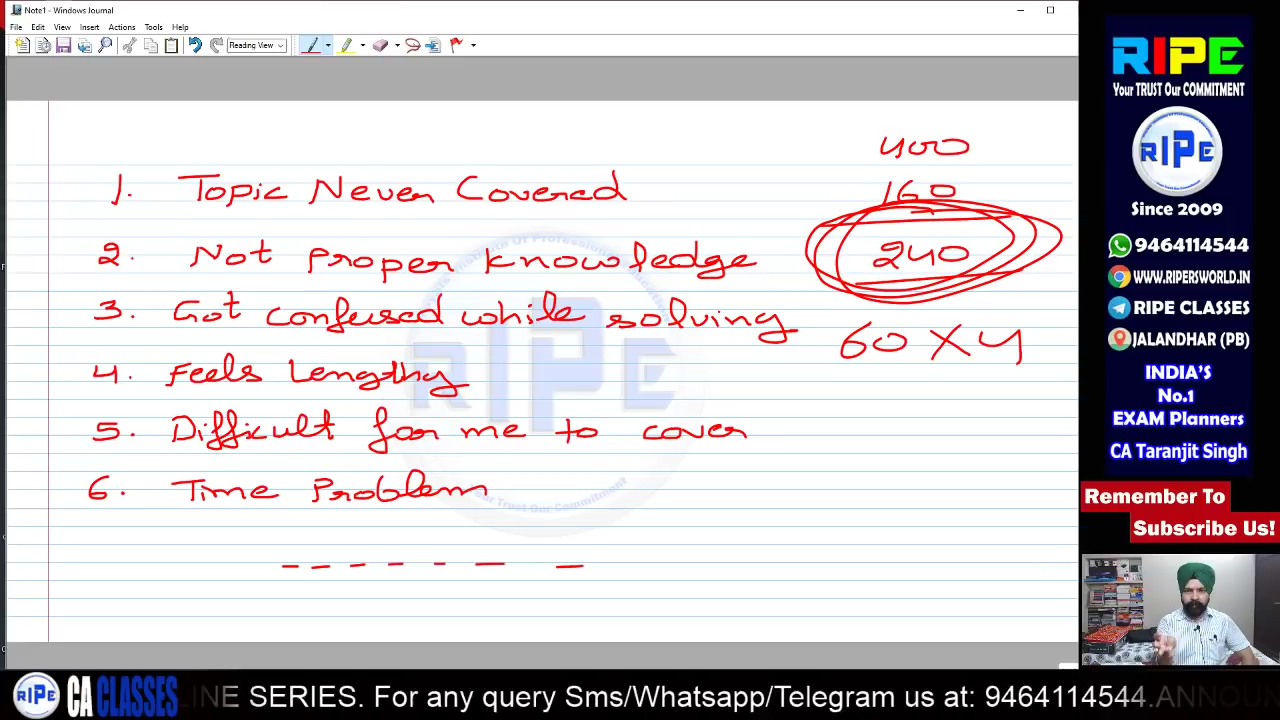 Note1 - Windows Journal
File Edit View Insert Actions Tools Help
Reading View
1. Topic Never Covered
2. Not Proper knowledge
3. Got confused while solving
4. Feels Lengthy
5. Difficult for me to cover
6. Time Problem
400
160
240
60 X 4
RIPE
Your TRUST Our COMMITMENT
RIPE
Since 2009
9464114544
WWW.RIPERSWORLD.IN
RIPE CLASSES
JALANDHAR (PB)
INDIA'S
No.1
EXAM Planners
CA Taranjit Singh
Remember To
Subscribe Us!
RIPE CA CLASSES
LINE SERIES. For any query Sms/Whatsapp/Telegram us at: 9464114544. ANNOUN